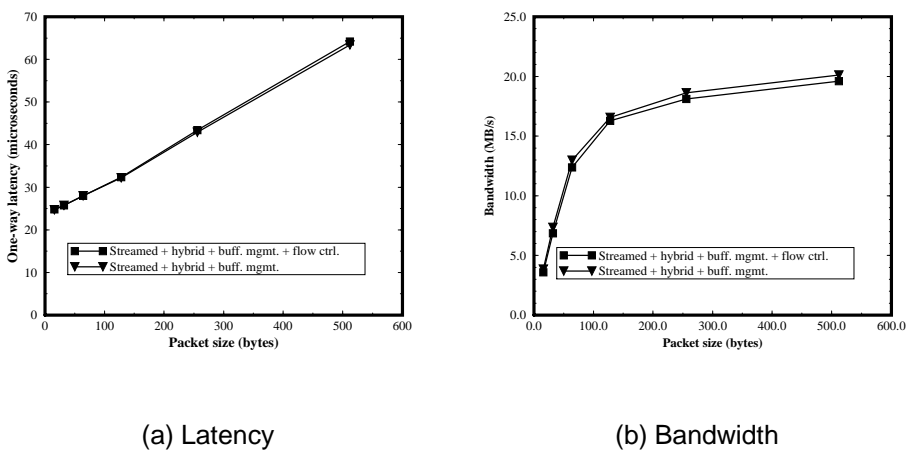 70
60
50
40
30
20
10
0
One-way latency (microseconds)
Streamed + hybrid + buff. mgmt. + flow ctrl.
Streamed + hybrid + buff. mgmt.
0 100 200 300 400 500 600
Packet size (bytes)
25.0
20.0
15.0
10.0
5.0
0.0
Bandwidth (MB/s)
Streamed + hybrid + buff. mgmt. + flow ctrl.
Streamed + hybrid + buff. mgmt.
0.0 100.0 200.0 300.0 400.0 500.0 600.0
Packet size (bytes)
(a) Latency
(b) Bandwidth